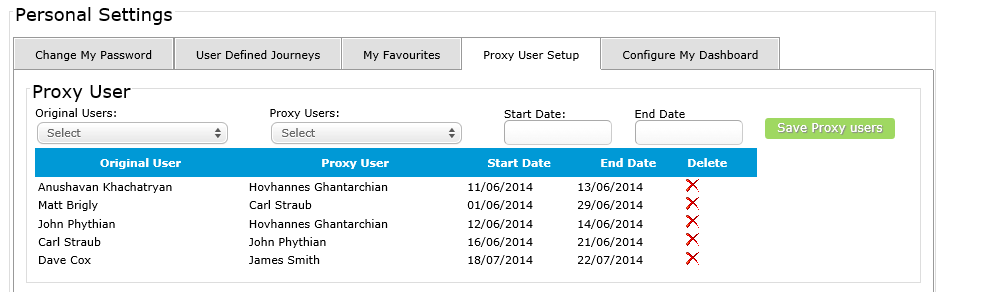 Personal Settings
Change My Password User Defined Journeys My Favourites Proxy User Setup Configure My Dashboard
Proxy User
Original Users: Proxy Users: Start Date: End Date
Select Select Save Proxy users
Original User Proxy User Start Date End Date Delete
Anushavan Khachatryan Hovhannes Ghantarchian 11/06/2014 13/06/2014
Matt Brigly Carl Straub 01/06/2014 29/06/2014
John Phythian Hovhannes Ghantarchian 12/06/2014 14/06/2014
Carl Straub John Phythian 16/06/2014 21/06/2014
Dave Cox James Smith 18/07/2014 22/07/2014